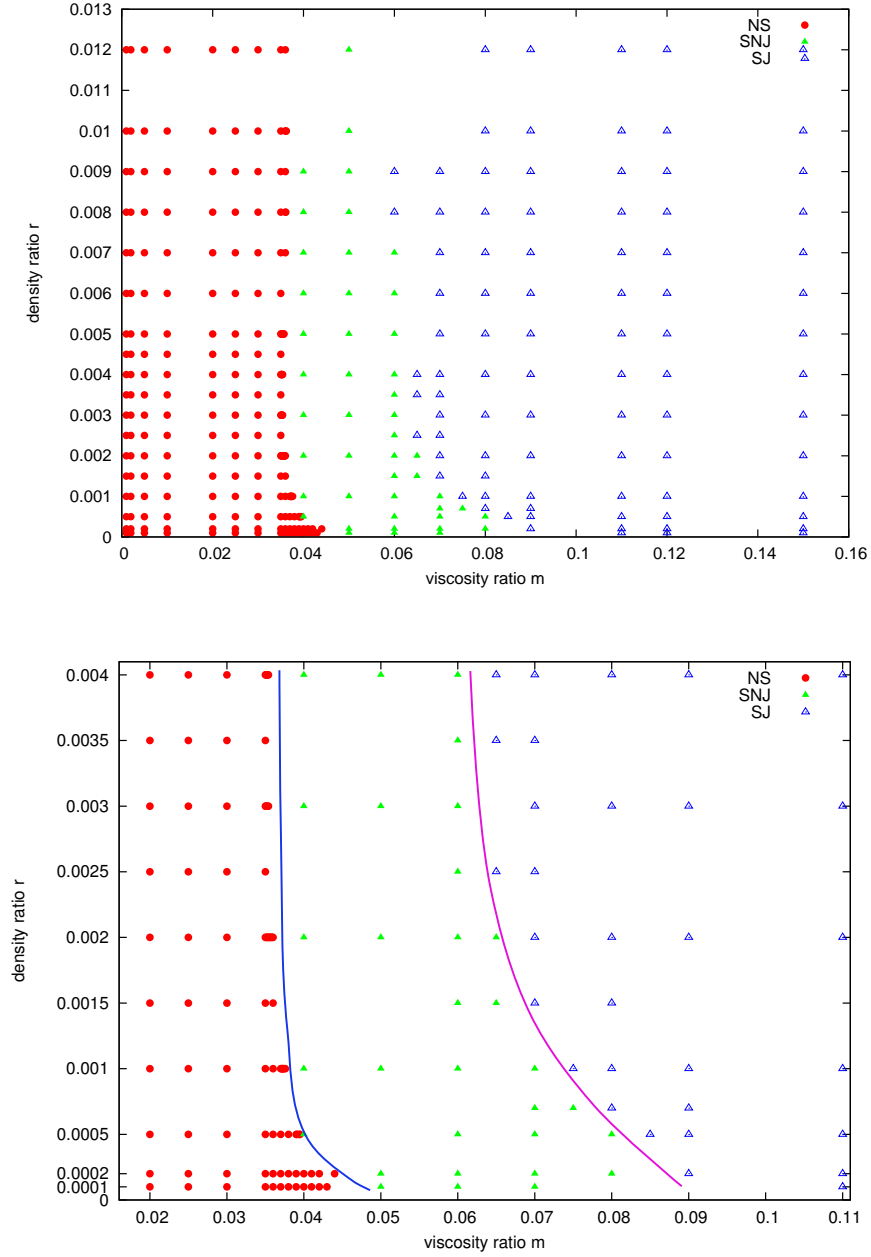 0.013
0.012
0.011
0.01
0.009
0.008
0.007
0.006
0.005
0.004
0.003
0.002
0.001
0
density ratio r
NS
SNJ
SJ
0 0.02 0.04 0.06 0.08 0.1 0.12 0.14 0.16
viscosity ratio m
0.004
0.0035
0.003
0.0025
0.002
0.0015
0.001
0.0005
0.0002
0.0001
0
density ratio r
NS
SNJ
SJ
0.02 0.03 0.04 0.05 0.06 0.07 0.08 0.09 0.1 0.11
viscosity ratio m